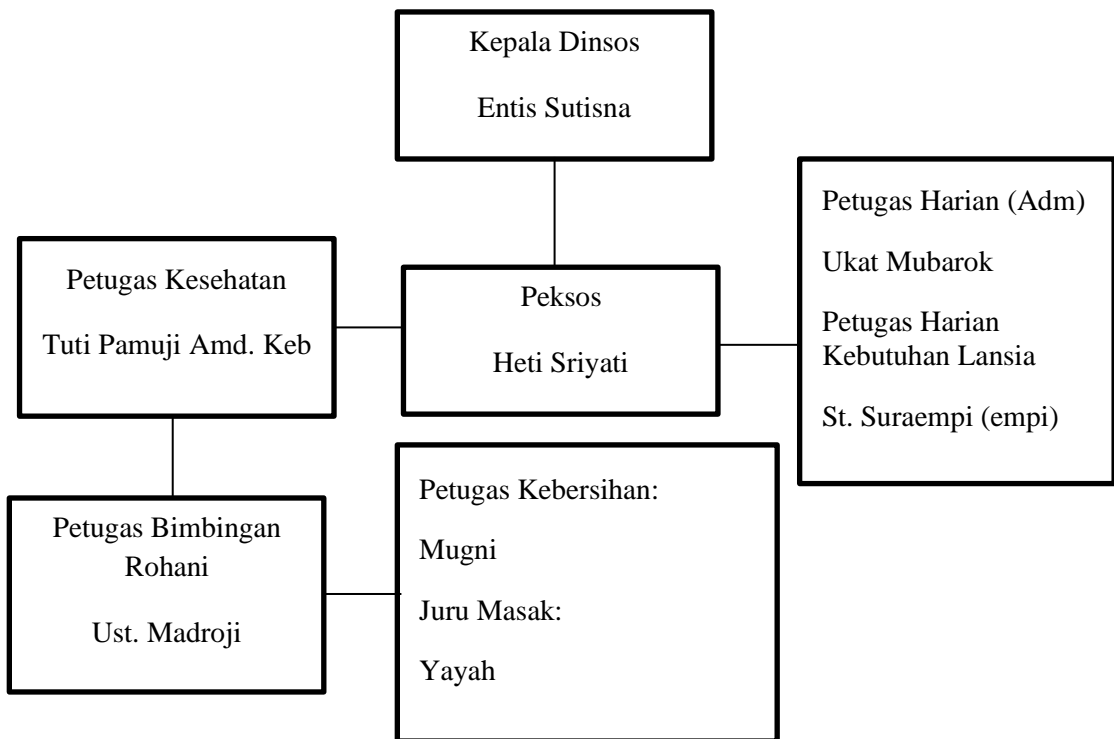 Kepala Dinsos
Entis Sutisna
Petugas Harian (Adm)
Ukat Mubarok
Petugas Harian
Kebutuhan Lansia
St. Suraempi (empi)
Petugas Kesehatan
Tuti Pamuji Amd. Keb
Peksos
Heti Sriyati
Petugas Bimbingan
Rohani
Ust. Madroji
Petugas Kebersihan:
Mugni
Juru Masak:
Yayah